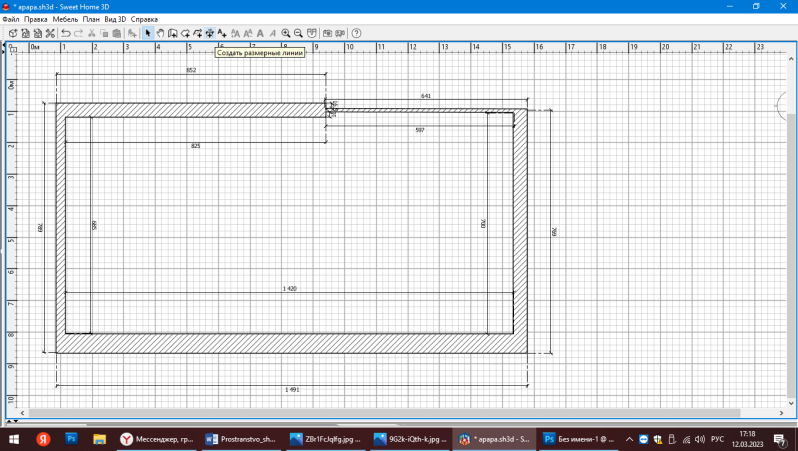 * apapa.sh3d - Sweet Home 3D
Файл Правка Мебель План Вид 3D Справка
Создать размерные линии
0м 1 2 3 4 5 6 7 8 9 10 11 12 13 14 15 16 17 18 19 20 21 22 23
0м
1
2
3
4
5
6
7
8
9
10
852
641
597
825
685
700
769
1 420
1 491
Мессенджер, гр...
Prostranstvo_sh...
ZBr1FcJqlfg.jpg ...
9G2k-iQth-k.jpg ...
* apapa.sh3d - S...
Без имени-1 @ ...
РУС
17:18
12.03.2023